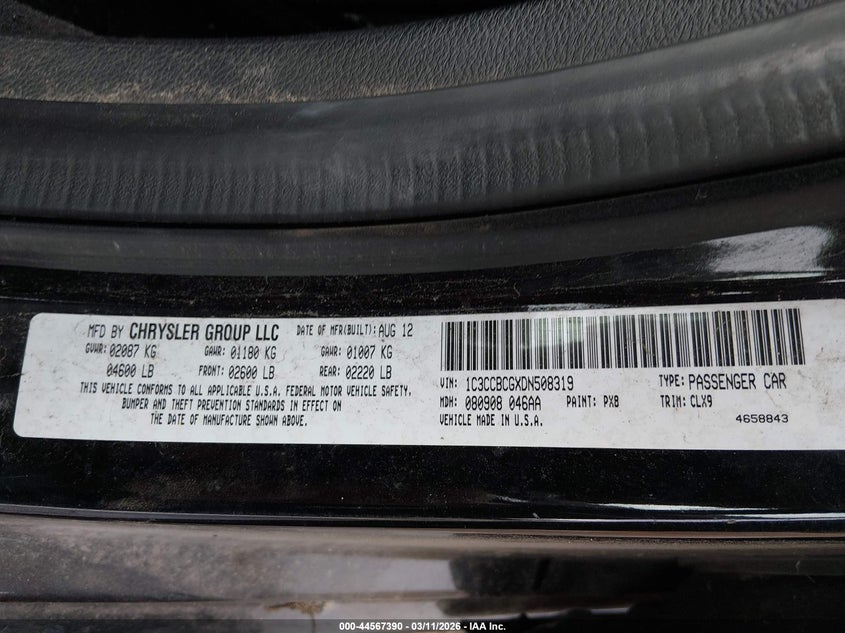 MFD BY CHRYSLER GROUP LLC DATE OF MFR(BUILT): AUG 12
GVWR: 02087 KG GAWR: 01180 KG GAWR: 01007 KG
04600 LB FRONT: 02600 LB REAR: 02220 LB
THIS VEHICLE CONFORMS TO ALL APPLICABLE U.S.A. FEDERAL MOTOR VEHICLE SAFETY,
BUMPER AND THEFT PREVENTION STANDARDS IN EFFECT ON
THE DATE OF MANUFACTURE SHOWN ABOVE.
VIN: 1C3CCBCGXDN508319 TYPE: PASSENGER CAR
MDH: 080908 046AA PAINT: PX8 TRIM: CLX9
VEHICLE MADE IN U.S.A. 4658843
000-44567390 - 03/11/2026 - IAA Inc.